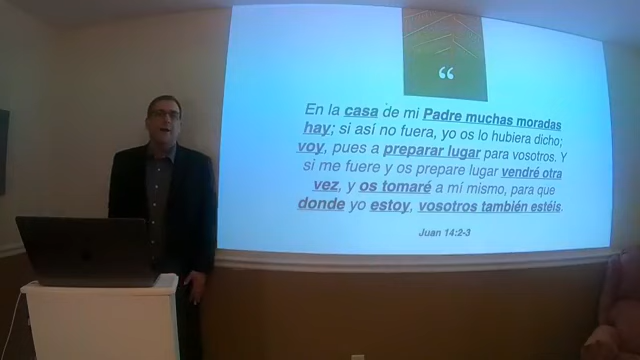 “
En la casa de mi Padre muchas moradas
hay; si así no fuera, yo os lo hubiera dicho;
voy, pues a preparar lugar para vosotros. Y
si me fuere y os prepare lugar vendré otra
vez, y os tomaré a mí mismo, para que
donde yo estoy, vosotros también estéis.
Juan 14:2-3